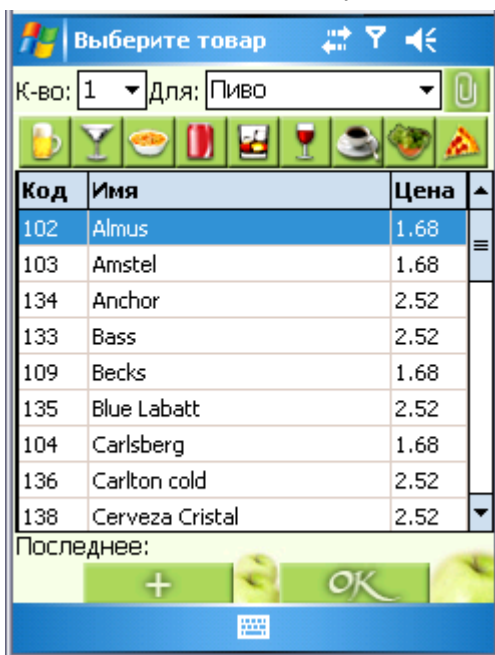 Выберите товар
К-во: 1 Для: Пиво
Код Имя Цена
102 Almus 1.68
103 Amstel 1.68
134 Anchor 2.52
133 Bass 2.52
109 Becks 1.68
135 Blue Labatt 2.52
104 Carlsberg 1.68
136 Carlton cold 2.52
138 Cerveza Cristal 2.52
Последнее:
+ OK